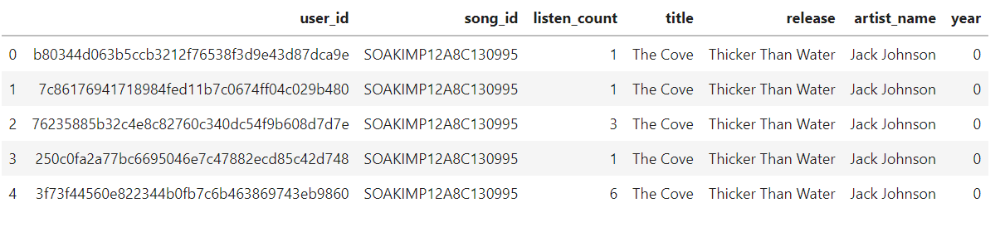 user_id song_id listen_count title release artist_name year
0 b80344d063b5ccb3212f76538f3d9e43d87dca9e SOAKIMP12A8C130995 1 The Cove Thicker Than Water Jack Johnson 0
1 7c86176941718984fed11b7c0674ff04c029b480 SOAKIMP12A8C130995 1 The Cove Thicker Than Water Jack Johnson 0
2 76235885b32c4e8c82760c340dc54f9b608d7d7e SOAKIMP12A8C130995 3 The Cove Thicker Than Water Jack Johnson 0
3 250c0fa2a77bc6695046e7c47882ecd85c42d748 SOAKIMP12A8C130995 1 The Cove Thicker Than Water Jack Johnson 0
4 3f73f44560e822344b0fb7c6b463869743eb9860 SOAKIMP12A8C130995 6 The Cove Thicker Than Water Jack Johnson 0